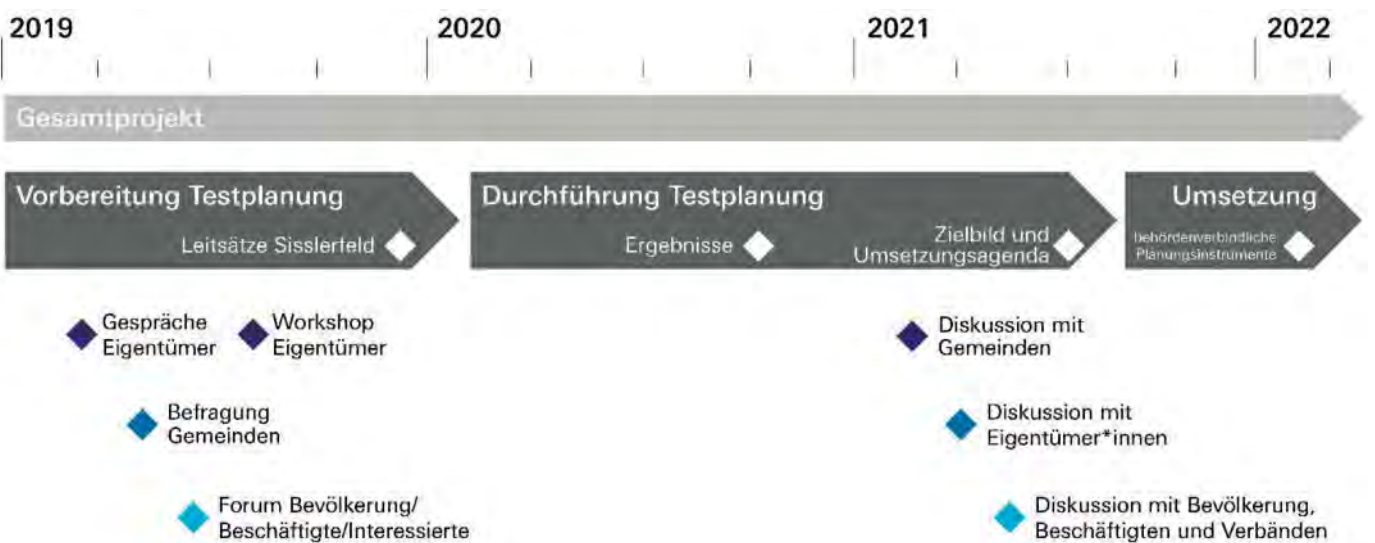 2019 2020 2021 2022
Gesamtprojekt
Vorbereitung Testplanung
Leitsätze Sisslerfeld
Durchführung Testplanung
Ergebnisse
Zielbild und
Umsetzungsagenda
Umsetzung
behördenverbindliche
Planungsinstrumente
Gespräche
Eigentümer
Workshop
Eigentümer
Diskussion mit
Gemeinden
Befragung
Gemeinden
Diskussion mit
Eigentümer*innen
Forum Bevölkerung/
Beschäftigte/Interessierte
Diskussion mit Bevölkerung,
Beschäftigten und Verbänden